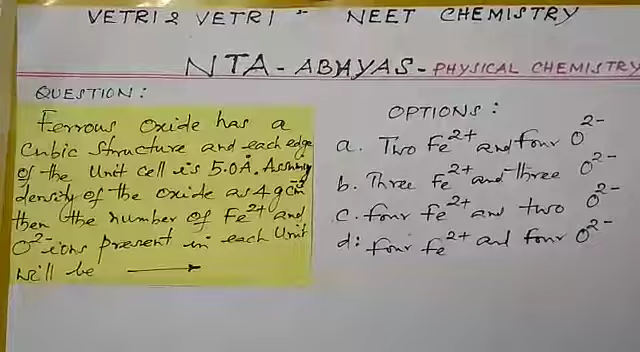 VETRI & VETRI - NEET CHEMISTRY
NTA - ABHYAS - PHYSICAL CHEMISTRY
QUESTION:
Ferrous Oxide has a
Cubic Structure and each edge
of the Unit cell is 5.0Å. Assuming
density of the oxide as 4 g cm⁻³
then the number of Fe²⁺ and
O²⁻ ions present in each Unit
will be ⟶
OPTIONS:
a. Two Fe²⁺ and four O²⁻
b. Three Fe²⁺ and three O²⁻
c. four Fe²⁺ and two O²⁻
d: four Fe²⁺ and four O²⁻